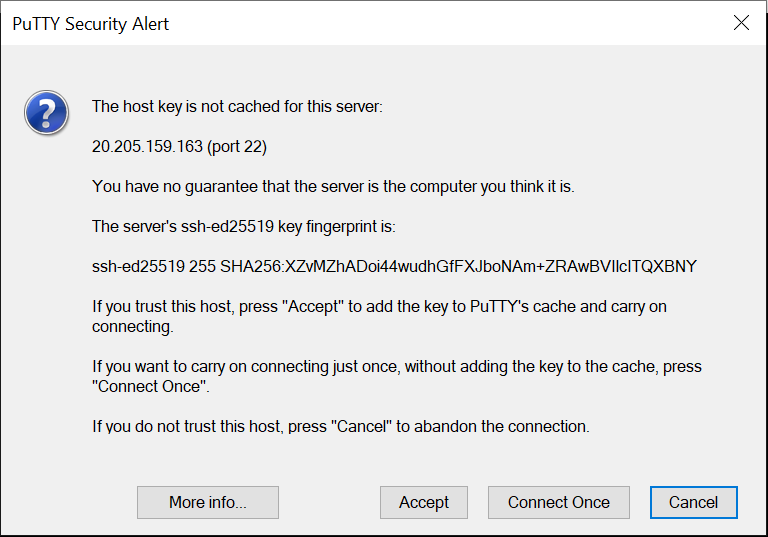 PuTTY Security Alert
The host key is not cached for this server:
20.205.159.163 (port 22)
You have no guarantee that the server is the computer you think it is.
The server's ssh-ed25519 key fingerprint is:
ssh-ed25519 255 SHA256:XZvMZhADoi44wudhGfFXJboNAm+ZRAwBVIIcITQXBNY
If you trust this host, press "Accept" to add the key to PuTTY's cache and carry on
connecting.
If you want to carry on connecting just once, without adding the key to the cache, press
"Connect Once".
If you do not trust this host, press "Cancel" to abandon the connection.
More info... Accept Connect Once Cancel